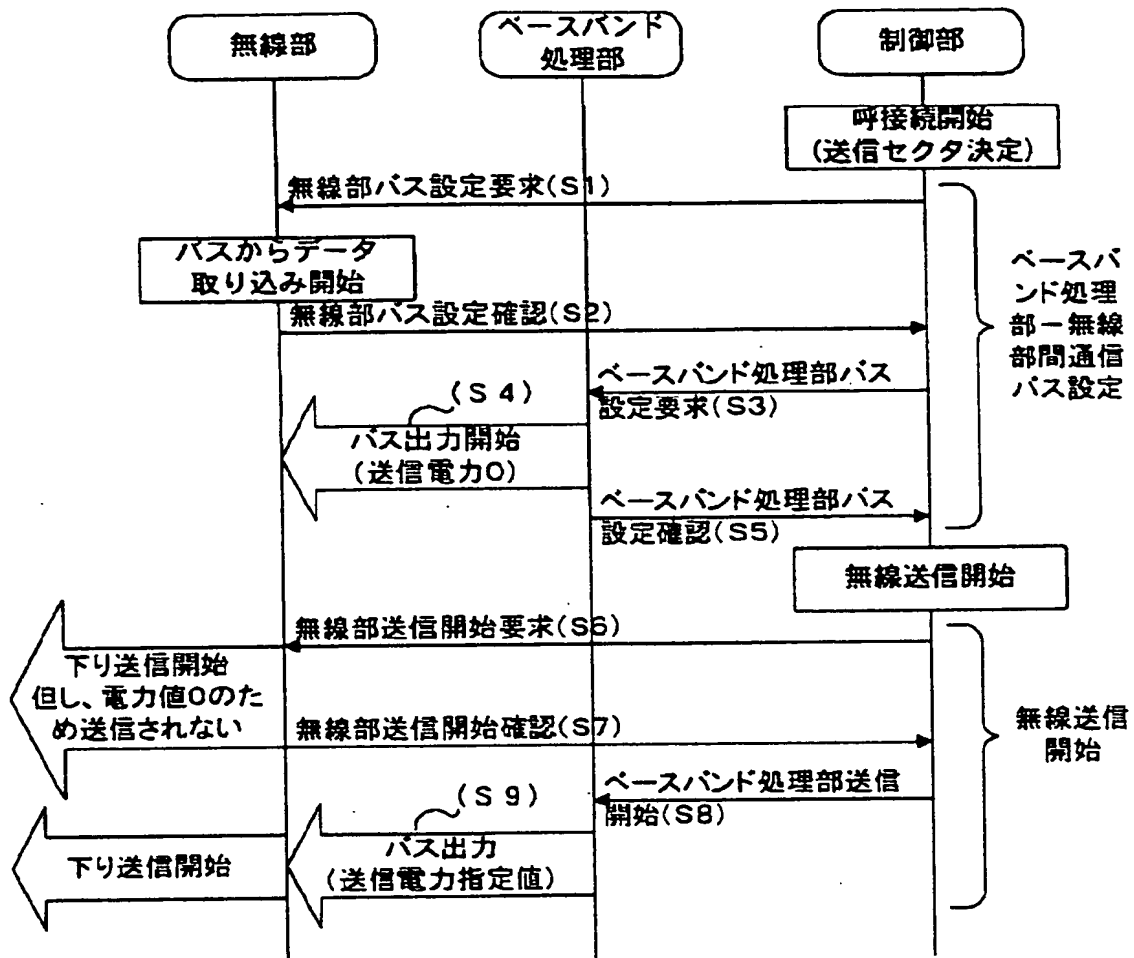 無線部
ベースバンド
処理部
制御部
呼接続開始
(送信セクタ決定)
無線部バス設定要求(S1)
バスからデータ
取り込み開始
無線部バス設定確認(S2)
ベースバ
ンド処理
部－無線
部間通信
バス設定
ベースバンド処理部バス
設定要求(S3)
(S4)
バス出力開始
(送信電力0)
ベースバンド処理部バス
設定確認(S5)
無線送信開始
無線部送信開始要求(S6)
下り送信開始
但し、電力値0のた
め送信されない
無線部送信開始確認(S7)
無線送信
開始
ベースバンド処理部送信
開始(S8)
(S9)
バス出力
(送信電力指定値)
下り送信開始